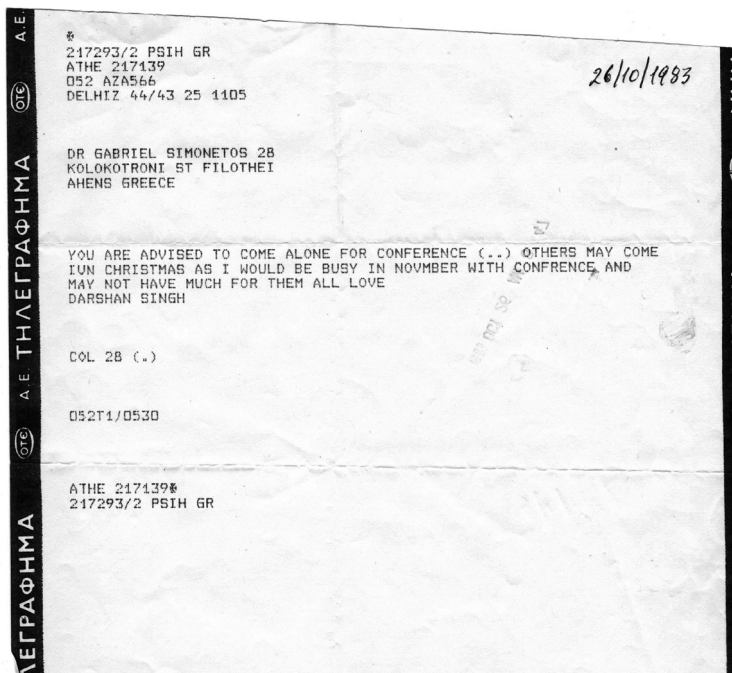 217293/2 PSIH GR
ATHE 217139
052 AZA566
DELHIZ 44/43 25 1105
26/10/1983
DR GABRIEL SIMONETOS 28
KOLOKOTRONI ST FILOTHEI
AHENS GREECE
YOU ARE ADVISED TO COME ALONE FOR CONFERENCE (..) OTHERS MAY COME
IUN CHRISTMAS AS I WOULD BE BUSY IN NOVMBER WITH CONFRENCE AND
MAY NOT HAVE MUCH FOR THEM ALL LOVE
DARSHAN SINGH
COL 28 (..)
052T1/0530
ATHE 217139
217293/2 PSIH GR
Α.Ε.
ΟΤΕ
Α.Ε. ΤΗΛΕΓΡΑΦΗΜΑ
ΟΤΕ
ΛΕΓΡΑΦΗΜΑ